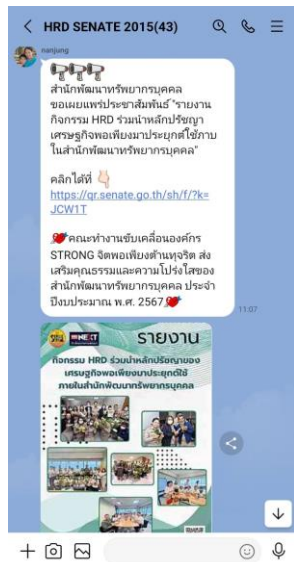 HRD SENATE 2015(43)
nanjung
สำนักพัฒนาทรัพยากรบุคคล
ขอเผยแพร่ประชาสัมพันธ์ "รายงาน
กิจกรรม HRD ร่วมนำหลักปรัชญา
เศรษฐกิจพอเพียงมาประยุกต์ใช้ภาย
ในสำนักพัฒนาทรัพยากรบุคคล"
คลิกได้ที่
https://qr.senate.go.th/sh/f/?k=
JCW1T
คณะทำงานขับเคลื่อนองค์กร
STRONG จิตพอเพียงต้านทุจริต ส่ง
เสริมคุณธรรมและความโปร่งใสของ
สำนักพัฒนาทรัพยากรบุคคล ประจำ
ปีงบประมาณ พ.ศ. 2567
11:07
NEXT
รายงาน
กิจกรรม HRD ร่วมนำหลักปรัชญาของ
เศรษฐกิจพอเพียงมาประยุกต์ใช้
ภายในสำนักพัฒนาทรัพยากรบุคคล